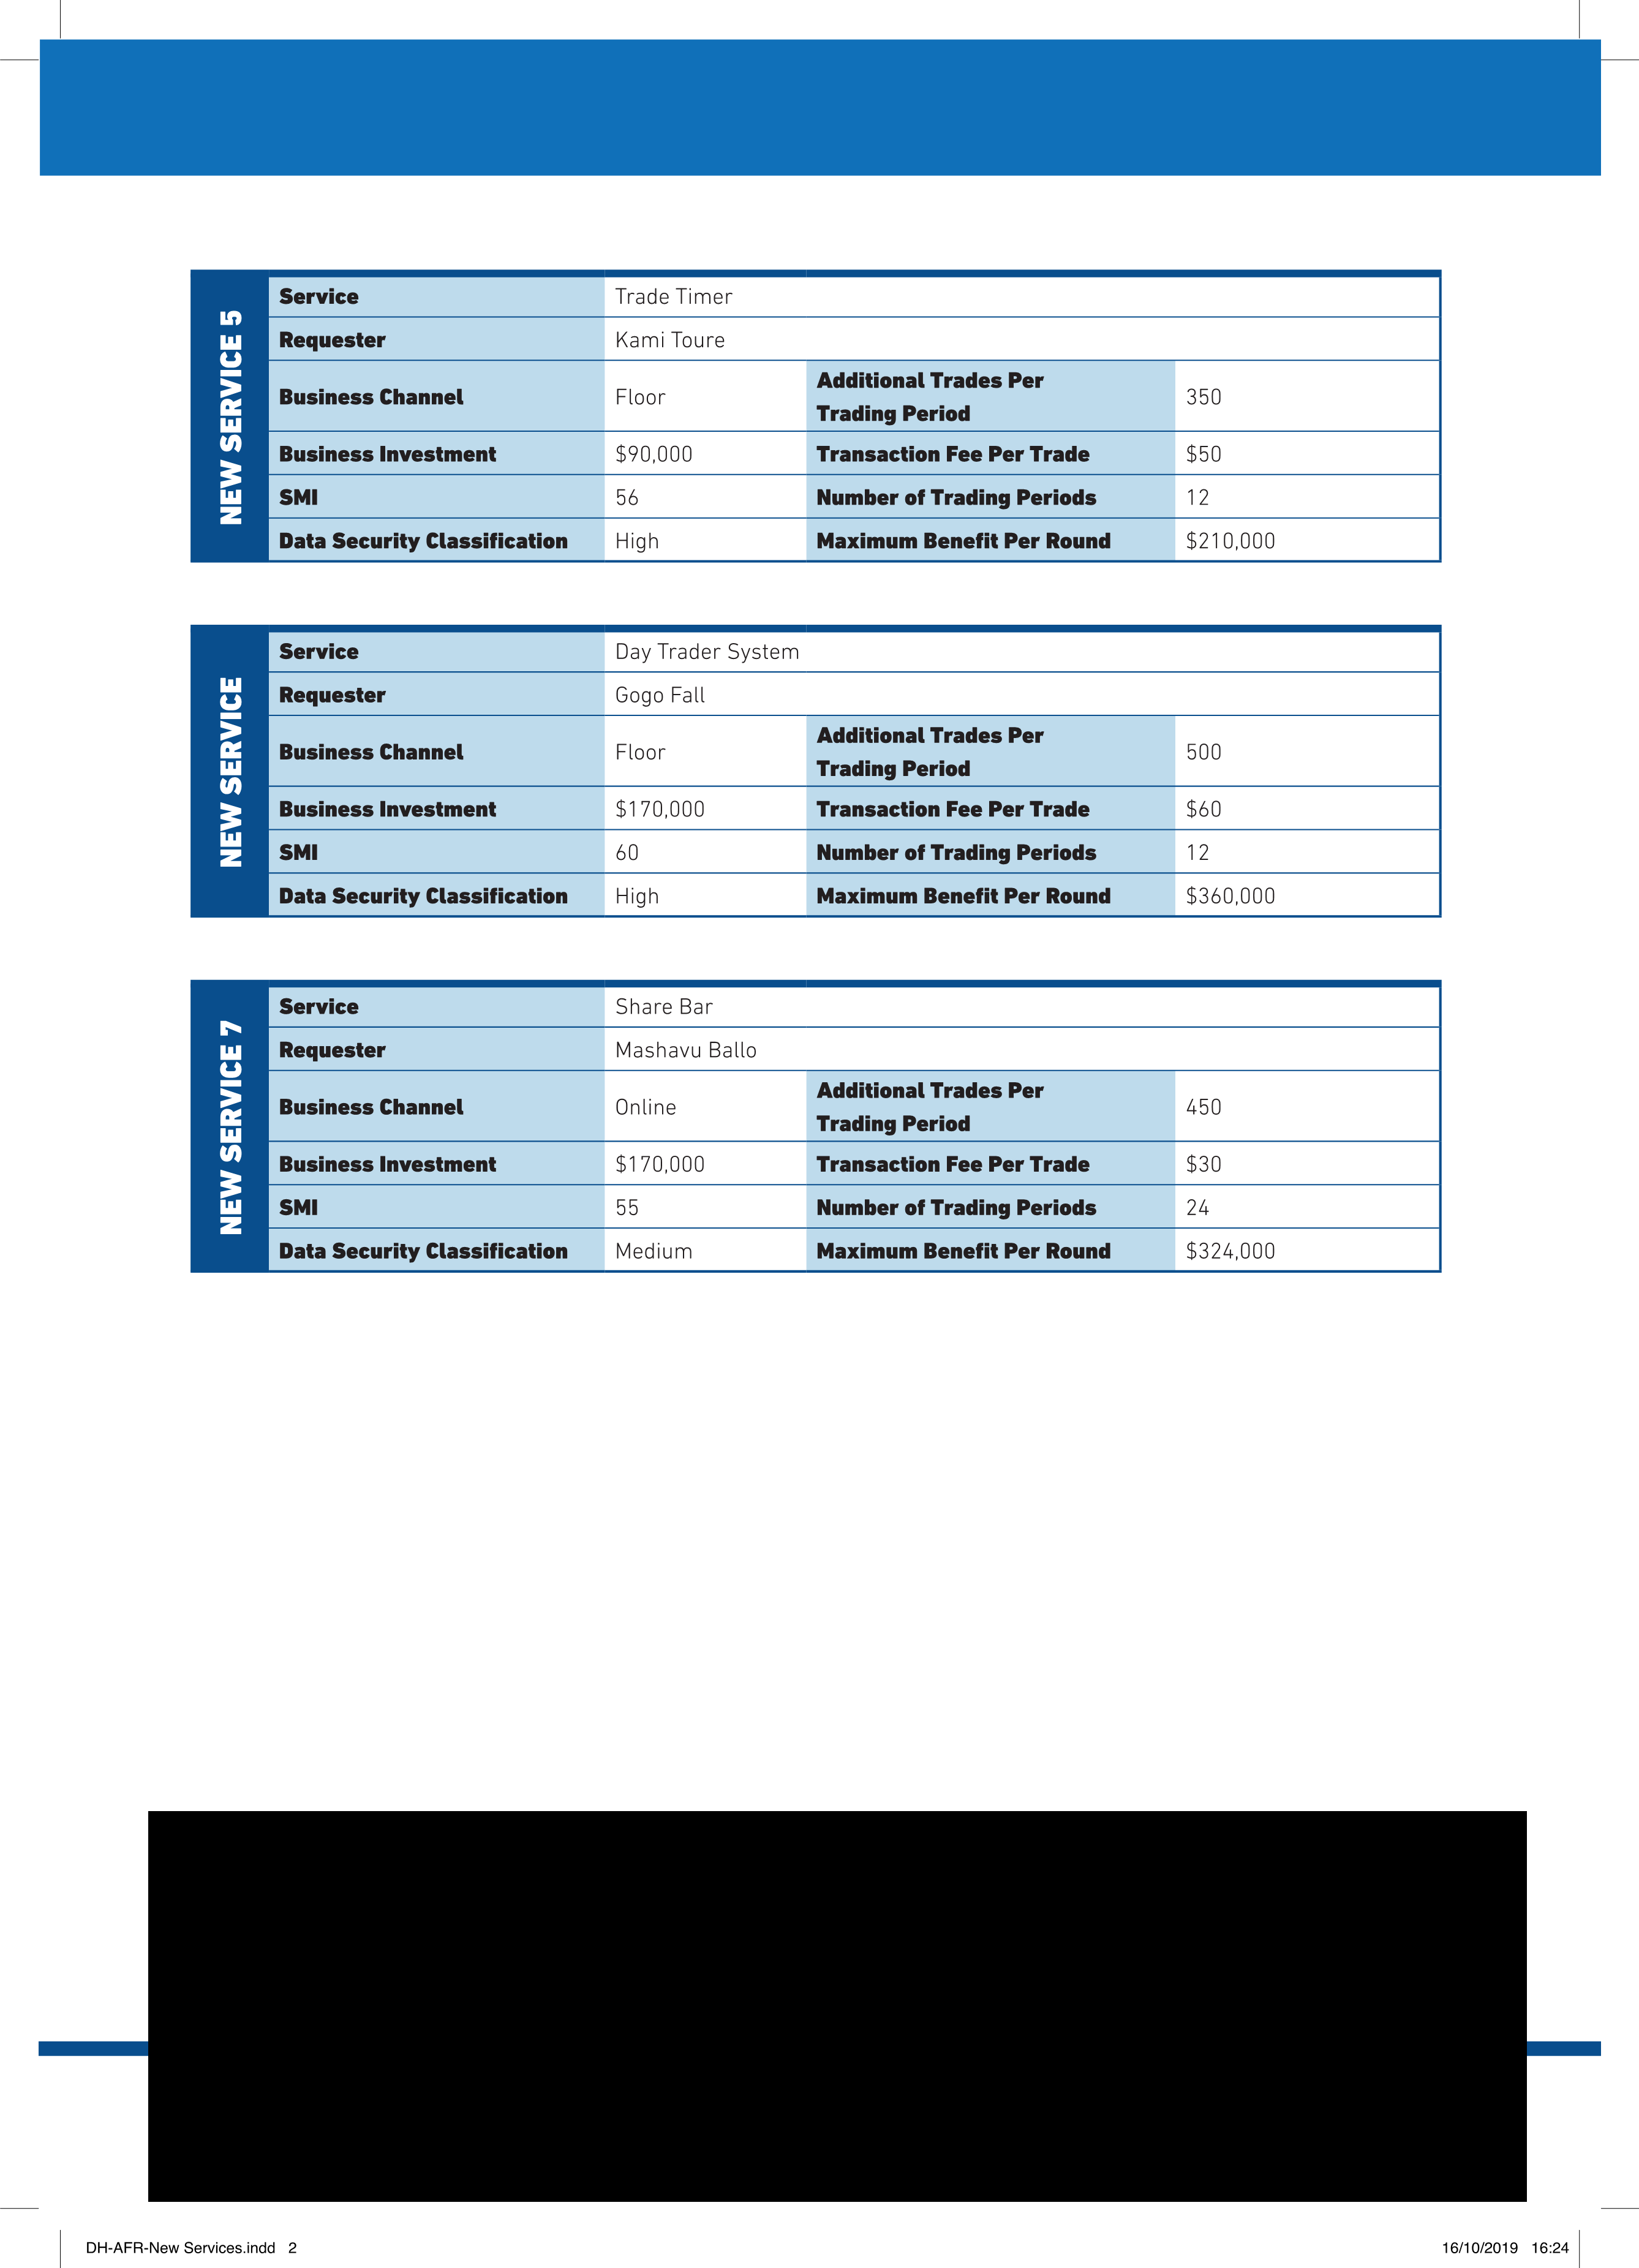 NEW SERVICE 5
Service Trade Timer
Requester Kami Toure
Business Channel Floor Additional Trades Per Trading Period 350
Business Investment $90,000 Transaction Fee Per Trade $50
SMI 56 Number of Trading Periods 12
Data Security Classification High Maximum Benefit Per Round $210,000
NEW SERVICE
Service Day Trader System
Requester Gogo Fall
Business Channel Floor Additional Trades Per Trading Period 500
Business Investment $170,000 Transaction Fee Per Trade $60
SMI 60 Number of Trading Periods 12
Data Security Classification High Maximum Benefit Per Round $360,000
NEW SERVICE 7
Service Share Bar
Requester Mashavu Ballo
Business Channel Online Additional Trades Per Trading Period 450
Business Investment $170,000 Transaction Fee Per Trade $30
SMI 55 Number of Trading Periods 24
Data Security Classification Medium Maximum Benefit Per Round $324,000
DH-AFR-New Services.indd 2 16/10/2019 16:24